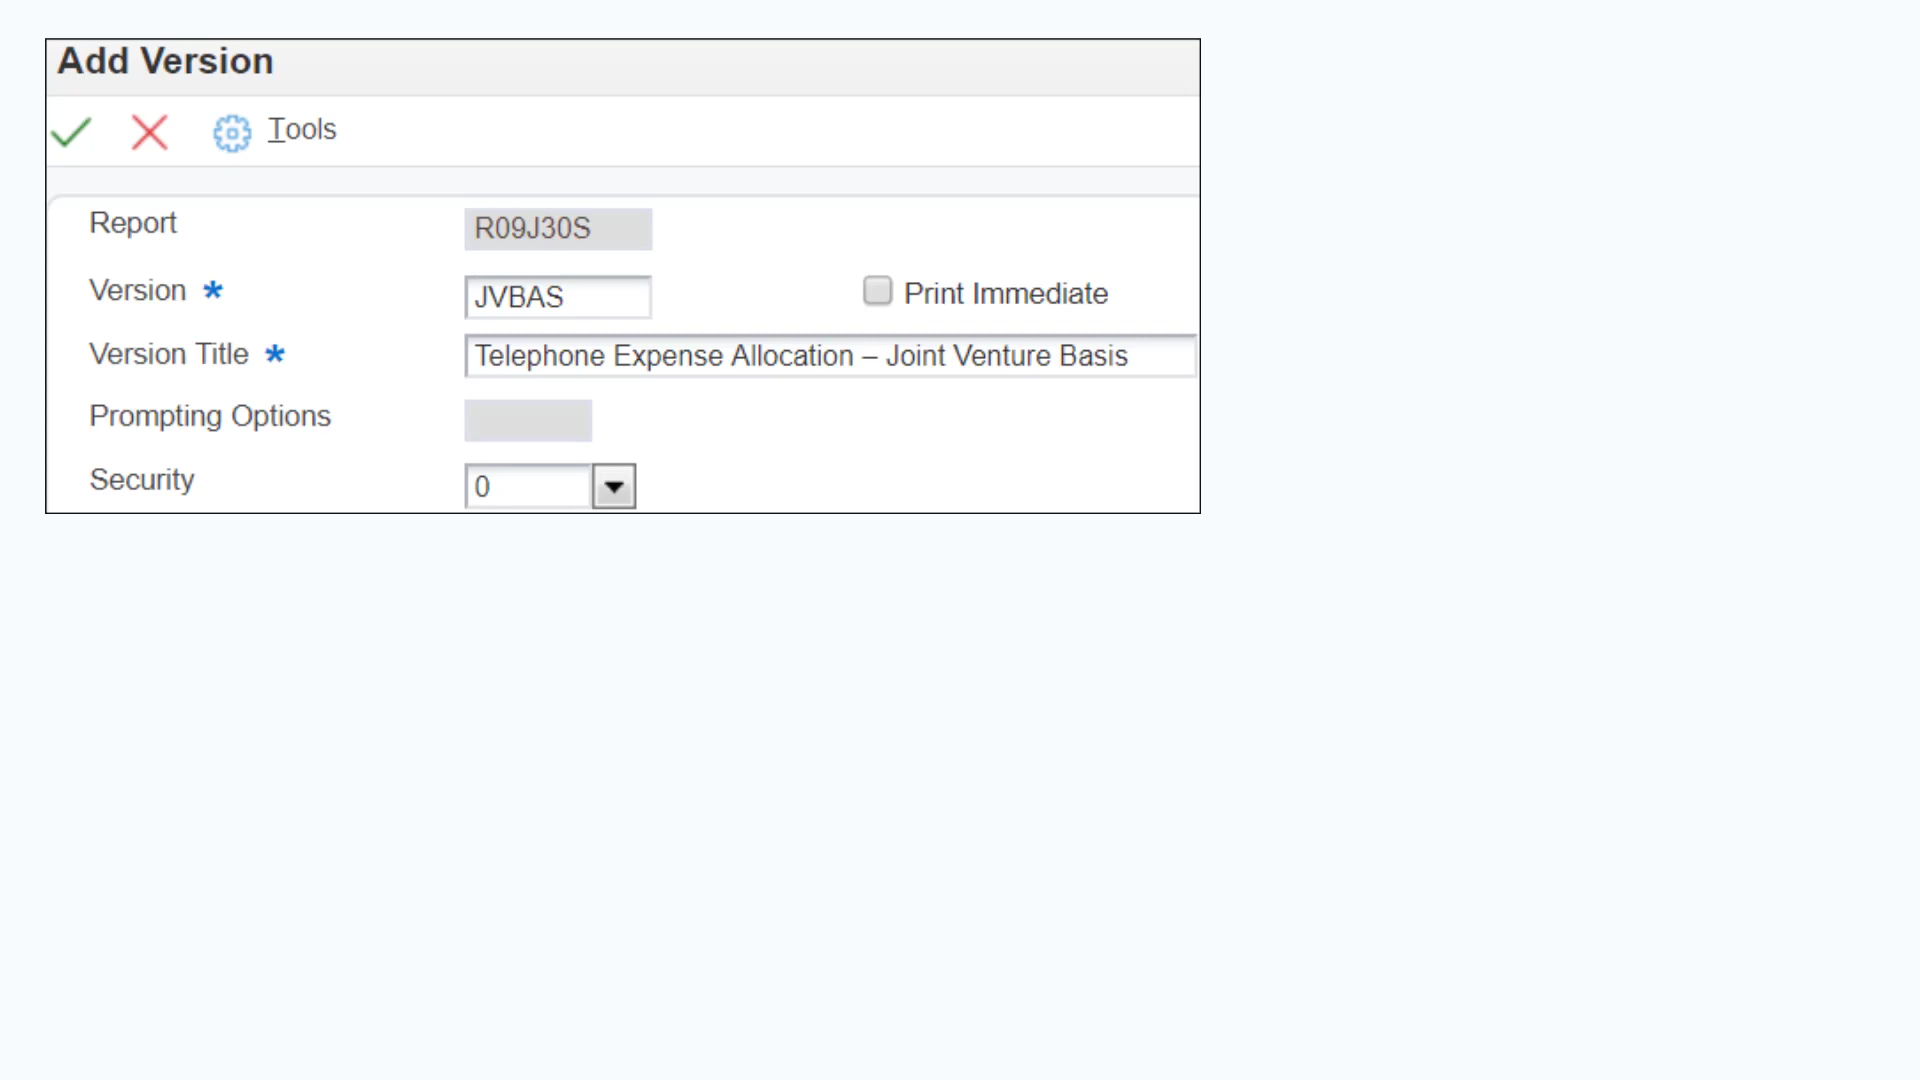 Add Version
Tools
Report R09J30S
Version * JVBAS Print Immediate
Version Title * Telephone Expense Allocation – Joint Venture Basis
Prompting Options
Security 0